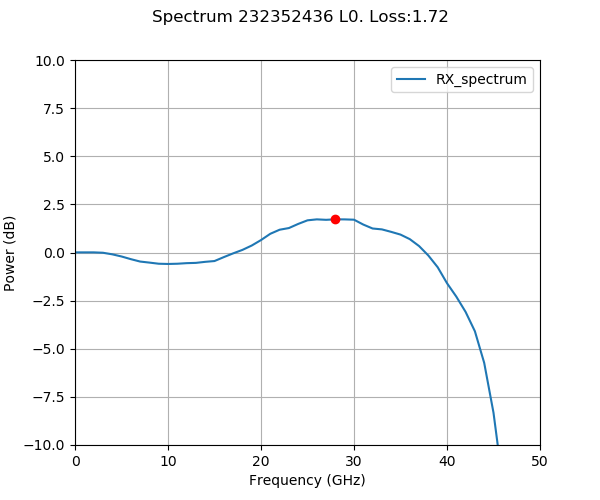 Spectrum 232352436 L0. Loss:1.72
RX_spectrum
Power (dB)
10.0
7.5
5.0
2.5
0.0
−2.5
−5.0
−7.5
−10.0
0 10 20 30 40 50
Frequency (GHz)